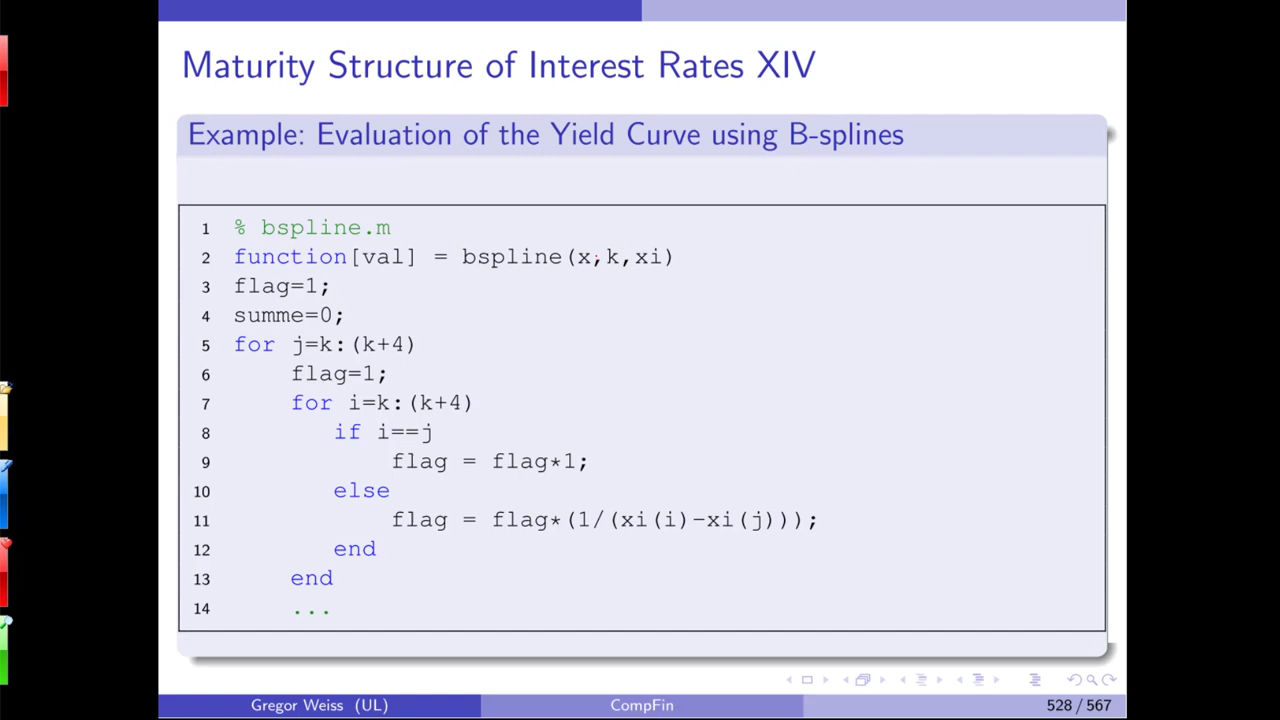 Maturity Structure of Interest Rates XIV
Example: Evaluation of the Yield Curve using B-splines
1 % bspline.m
2 function[val] = bspline(x,k,xi)
3 flag=1;
4 summe=0;
5 for j=k:(k+4)
6 flag=1;
7 for i=k:(k+4)
8 if i==j
9 flag = flag*1;
10 else
11 flag = flag*(1/(xi(i)-xi(j)));
12 end
13 end
14 ...
Gregor Weiss (UL) CompFin 528 / 567